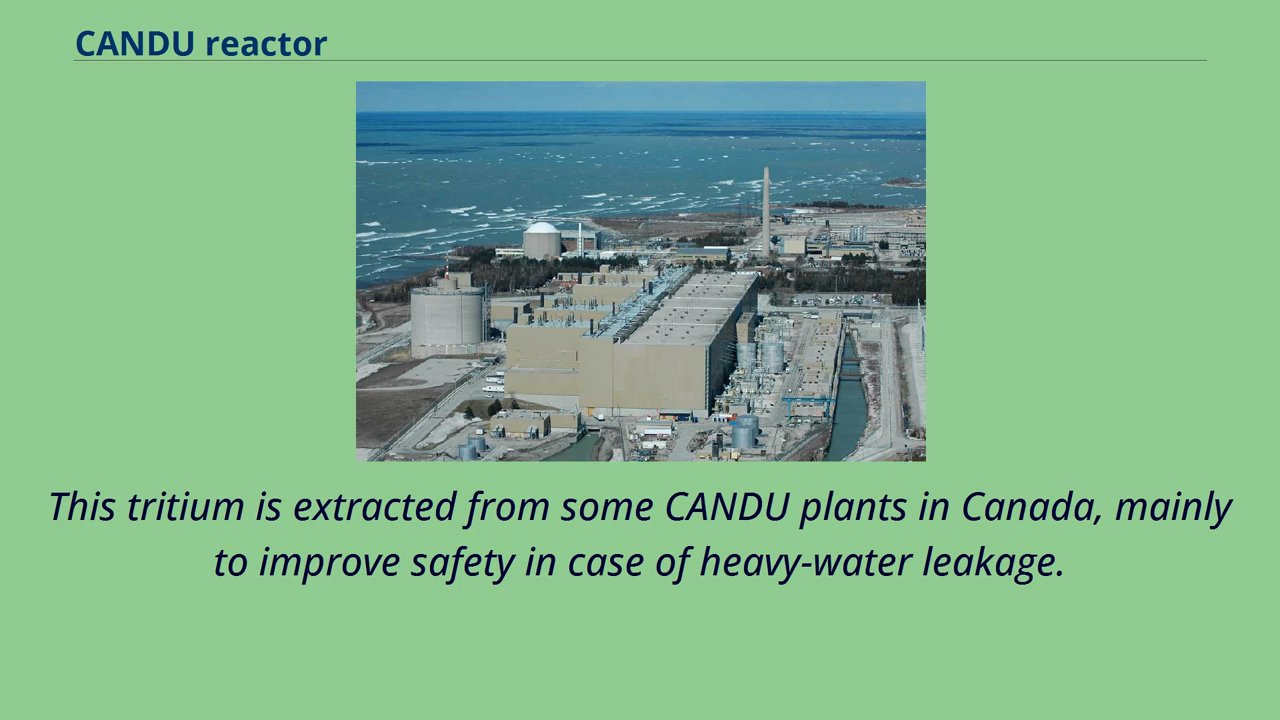 CANDU reactor
This tritium is extracted from some CANDU plants in Canada, mainly
to improve safety in case of heavy-water leakage.